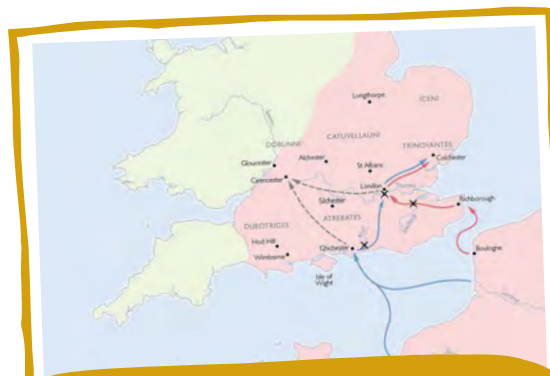 Longthorpe
ICENI
CATUVELLAUNI
DOBUNNI
TRINOVANTES
Gloucester
Alchester
St Albans
Colchester
Cirencester
London
Thames
Silchester
Richborough
ATREBATES
DUROTRIGES
Hod Hill
Chichester
Boulogne
Wimborne
Isle of
Wight